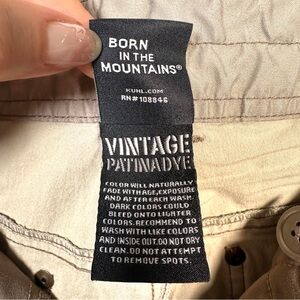 BORN
IN THE
MOUNTAINS®
KUHL.COM
RN#108846
VINTAGE
PATINADYE
COLOR WILL NATURALLY
FADE WITH AGE, EXPOSURE
AND AFTER EACH WASH.
DARK COLORS COULD
BLEED ONTO LIGHTER
COLORS. RECOMMEND TO
WASH WITH LIKE COLORS
AND INSIDE OUT. DO NOT DRY
CLEAN. DO NOT ATTEMPT
TO REMOVE SPOTS.